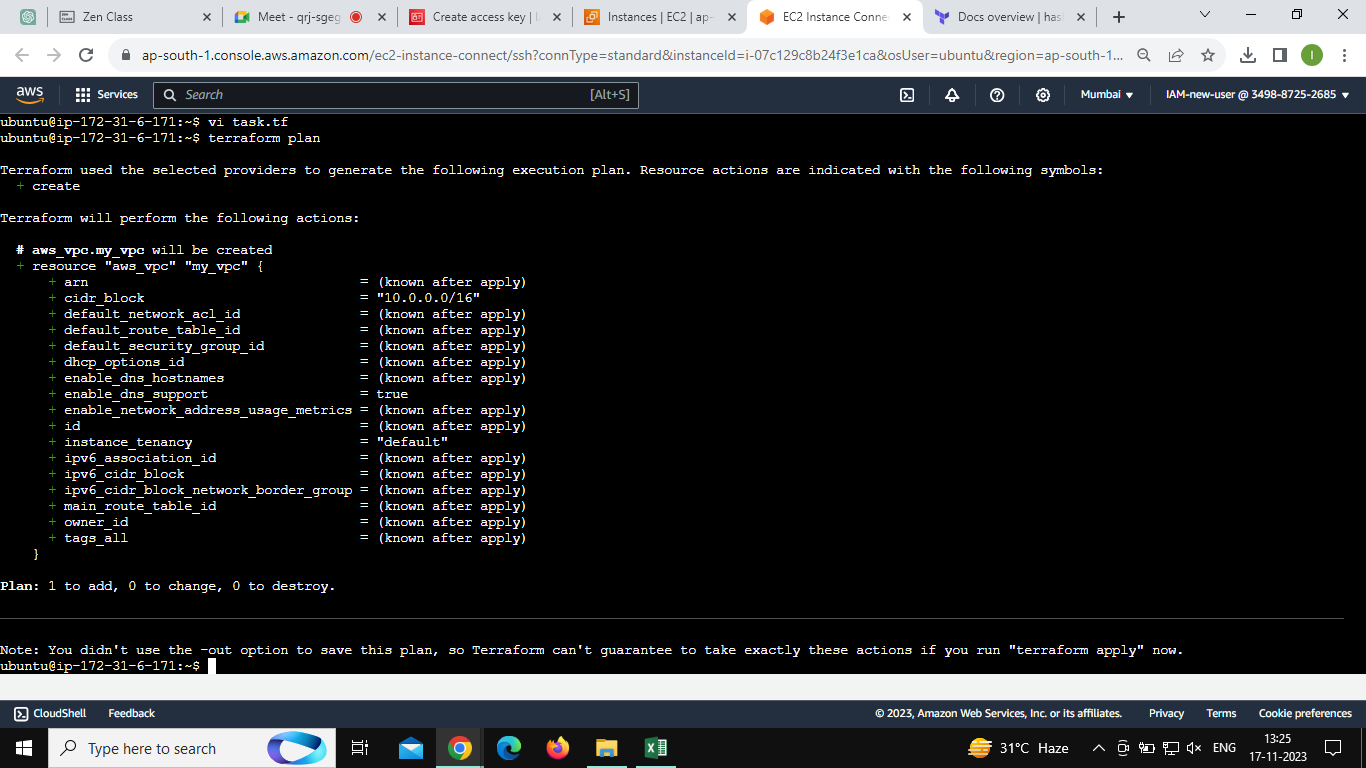 Zen Class
Meet - qrj-sgeg
Create access key | I
Instances | EC2 | ap-
EC2 Instance Conne
Docs overview | has
ap-south-1.console.aws.amazon.com/ec2-instance-connect/ssh?connType=standard&instanceId=i-07c129c8b24f3e1ca&osUser=ubuntu&region=ap-south-1...
I
aws
Services
Search
[Alt+S]
Mumbai
IAM-new-user @ 3498-8725-2685
ubuntu@ip-172-31-6-171:~$ vi task.tf
ubuntu@ip-172-31-6-171:~$ terraform plan
Terraform used the selected providers to generate the following execution plan. Resource actions are indicated with the following symbols:
+ create
Terraform will perform the following actions:
# aws_vpc.my_vpc will be created
+ resource "aws_vpc" "my_vpc" {
+ arn = (known after apply)
+ cidr_block = "10.0.0.0/16"
+ default_network_acl_id = (known after apply)
+ default_route_table_id = (known after apply)
+ default_security_group_id = (known after apply)
+ dhcp_options_id = (known after apply)
+ enable_dns_hostnames = (known after apply)
+ enable_dns_support = true
+ enable_network_address_usage_metrics = (known after apply)
+ id = (known after apply)
+ instance_tenancy = "default"
+ ipv6_association_id = (known after apply)
+ ipv6_cidr_block = (known after apply)
+ ipv6_cidr_block_network_border_group = (known after apply)
+ main_route_table_id = (known after apply)
+ owner_id = (known after apply)
+ tags_all = (known after apply)
}
Plan: 1 to add, 0 to change, 0 to destroy.
Note: You didn't use the -out option to save this plan, so Terraform can't guarantee to take exactly these actions if you run "terraform apply" now.
ubuntu@ip-172-31-6-171:~$
CloudShell
Feedback
© 2023, Amazon Web Services, Inc. or its affiliates.
Privacy
Terms
Cookie preferences
Type here to search
31°C Haze
ENG
13:25
17-11-2023